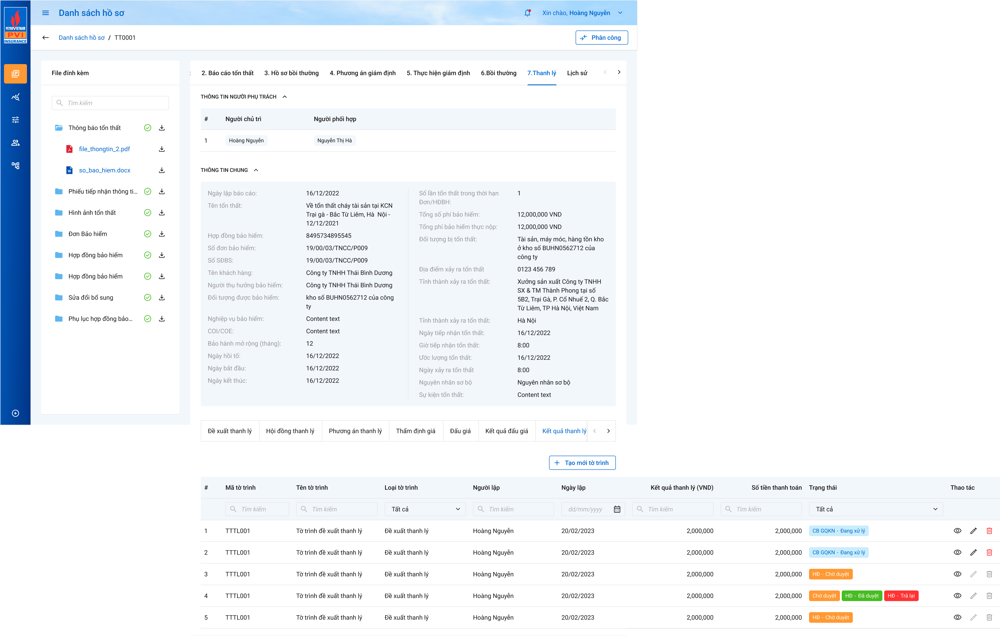 PETROVIETNAM
PVI
INSURANCE
Danh sách hồ sơ
Xin chào, Hoàng Nguyễn
Danh sách hồ sơ / TT0001
Phân công
File đính kèm
Tìm kiếm
Thông báo tổn thất
file_thongtin_2.pdf
so_bao_hiem.docx
Phiếu tiếp nhận thông ti...
Hình ảnh tổn thất
Đơn Bảo hiểm
Hợp đồng bảo hiểm
Hợp đồng bảo hiểm
Sửa đổi bổ sung
Phụ lục hợp đồng bảo...
2. Báo cáo tổn thất 3. Hồ sơ bồi thường 4. Phương án giám định 5. Thực hiện giám định 6.Bồi thường 7.Thanh lý Lịch sử
THÔNG TIN NGƯỜI PHỤ TRÁCH
# Người chủ trì Người phối hợp
1 Hoàng Nguyễn Nguyễn Thị Hà
THÔNG TIN CHUNG
Ngày lập báo cáo: 16/12/2022
Tên tổn thất: Về tổn thất cháy tài sản tại KCN
Trại gà - Bắc Từ Liêm, Hà Nội -
12/12/2021
Hợp đồng bảo hiểm: 8495734895545
Số đơn bảo hiểm: 19/00/03/TNCC/P009
Số SĐBS: 19/00/03/TNCC/P009
Tên khách hàng: Công ty TNHH Thái Bình Dương
Người thụ hưởng bảo hiểm: Công ty TNHH Thái Bình Dương
Đối tượng được bảo hiểm: kho số BUHN0562712 của công
ty
Nghiệp vụ bảo hiểm: Content text
COI/COE: Content text
Bảo hành mở rộng (tháng): 12
Ngày hồi tố: 16/12/2022
Ngày bắt đầu: 16/12/2022
Ngày kết thúc: 16/12/2022
Số lần tổn thất trong thời hạn 1
Đơn/HĐBH:
Tổng số phí bảo hiểm: 12,000,000 VND
Tổng phí bảo hiểm thực nộp: 12,000,000 VND
Đối tượng bị tổn thất: Tài sản, máy móc, hàng tồn kho
ở kho số BUHN0562712 của
công ty
Địa điểm xảy ra tổn thất 0123 456 789
Tỉnh thành xảy ra tổn thất: Xưởng sản xuất Công ty TNHH
SX & TM Thành Phong tại số
5B2, Trại Gà, P. Cổ Nhuế 2, Q. Bắc
Từ Liêm, TP Hà Nội, Việt Nam
Tỉnh thành xảy ra tổn thất: Hà Nội
Ngày tiếp nhận tổn thất: 16/12/2022
Giờ tiếp nhận tổn thất: 8:00
Ước lượng tổn thất: 16/12/2022
Ngày xảy ra tổn thất 8:00
Nguyên nhân sơ bộ Nguyên nhân sơ bộ
Sự kiện tổn thất: Content text
Đề xuất thanh lý Hội đồng thanh lý Phương án thanh lý Thẩm định giá Đấu giá Kết quả đấu giá Kết quả thanh lý
Tạo mới tờ trình
# Mã tờ trình Tên tờ trình Loại tờ trình Người lập Ngày lập Kết quả thanh lý (VND) Số tiền thanh toán Trạng thái Thao tác
Tìm kiếm Tìm kiếm Tất cả Tìm kiếm dd/mm/yyyy Tìm kiếm Tìm kiếm Tất cả
1 TTTL001 Tờ trình đề xuất thanh lý Đề xuất thanh lý Hoàng Nguyễn 20/02/2023 2,000,000 2,000,000 CB GQKN - Đang xử lý
2 TTTL001 Tờ trình đề xuất thanh lý Đề xuất thanh lý Hoàng Nguyễn 20/02/2023 2,000,000 2,000,000 CB GQKN - Đang xử lý
3 TTTL001 Tờ trình đề xuất thanh lý Đề xuất thanh lý Hoàng Nguyễn 20/02/2023 2,000,000 2,000,000 HĐ - Chờ duyệt
4 TTTL001 Tờ trình đề xuất thanh lý Đề xuất thanh lý Hoàng Nguyễn 20/02/2023 2,000,000 2,000,000 Chờ duyệt HĐ - Đã duyệt HĐ - Trả lại
5 TTTL001 Tờ trình đề xuất thanh lý Đề xuất thanh lý Hoàng Nguyễn 20/02/2023 2,000,000 2,000,000 HĐ - Chờ duyệt